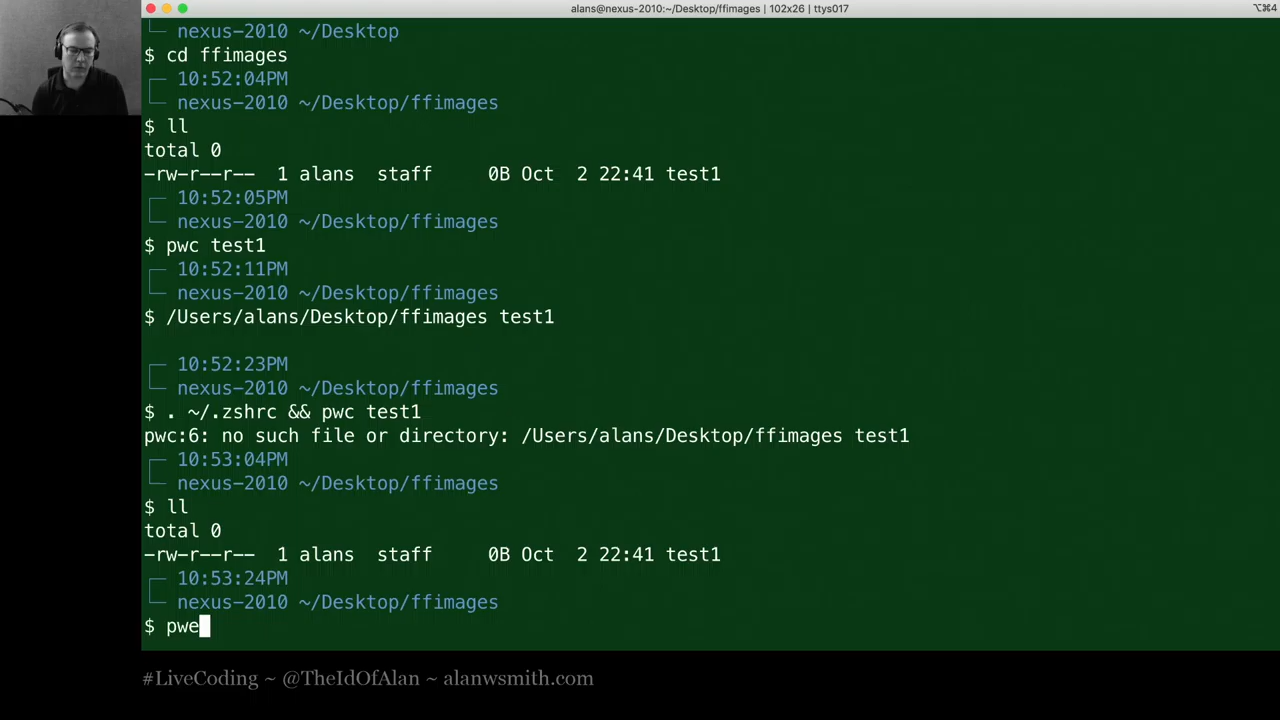 alans@nexus-2010:~/Desktop/ffimages | 102x26 | ttys017
⌥⌘4
nexus-2010 ~/Desktop
$ cd ffimages
10:52:04PM
nexus-2010 ~/Desktop/ffimages
$ ll
total 0
-rw-r--r-- 1 alans staff 0B Oct 2 22:41 test1
10:52:05PM
nexus-2010 ~/Desktop/ffimages
$ pwc test1
10:52:11PM
nexus-2010 ~/Desktop/ffimages
$ /Users/alans/Desktop/ffimages test1
10:52:23PM
nexus-2010 ~/Desktop/ffimages
$ . ~/.zshrc && pwc test1
pwc:6: no such file or directory: /Users/alans/Desktop/ffimages test1
10:53:04PM
nexus-2010 ~/Desktop/ffimages
$ ll
total 0
-rw-r--r-- 1 alans staff 0B Oct 2 22:41 test1
10:53:24PM
nexus-2010 ~/Desktop/ffimages
$ pwe
#LiveCoding ~ @TheIdOfAlan ~ alanwsmith.com